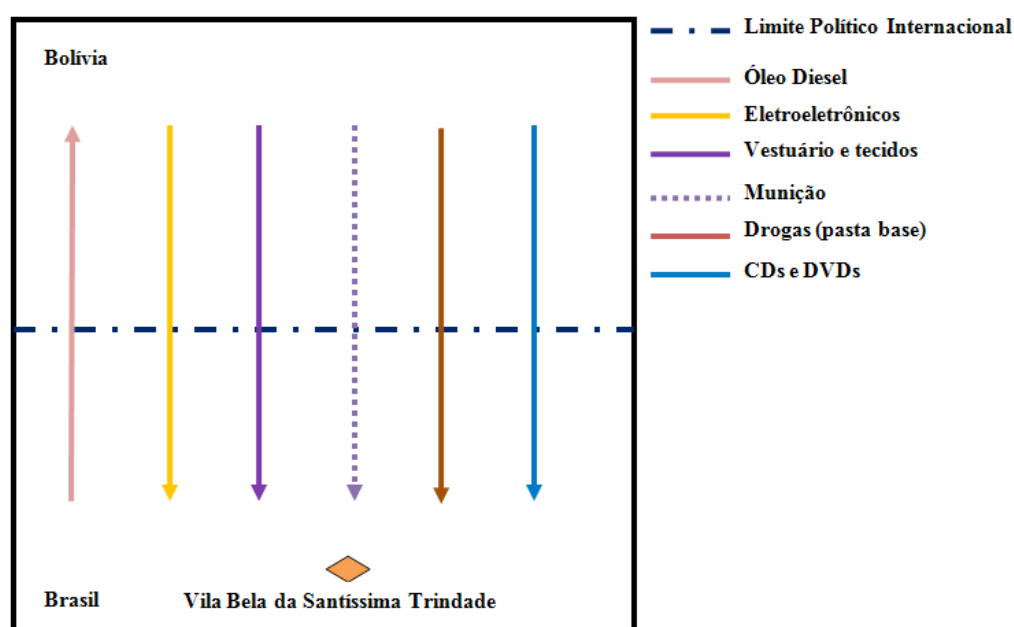 Bolívia
Brasil
Vila Bela da Santíssima Trindade
Limite Político Internacional
Óleo Diesel
Eletroeletrônicos
Vestuário e tecidos
Munição
Drogas (pasta base)
CDs e DVDs